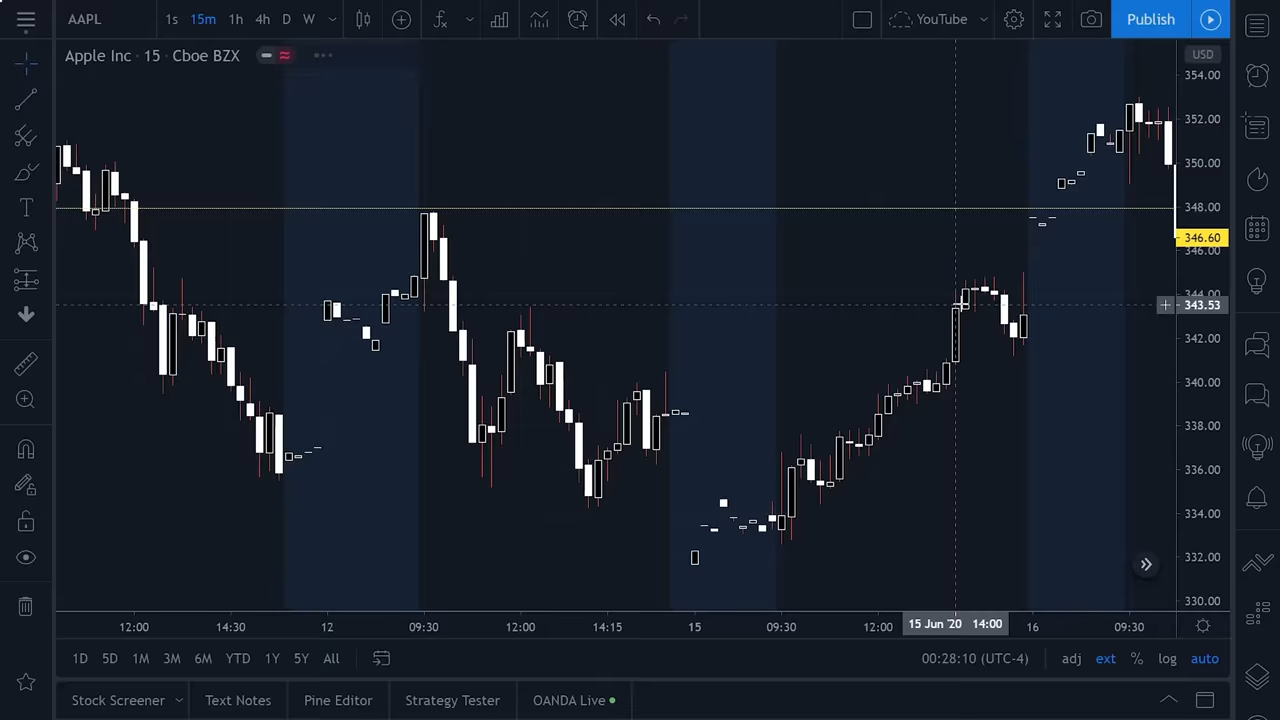 AAPL 1s 15m 1h 4h D W YouTube Publish
Apple Inc · 15 · Cboe BZX
USD
354.00
352.00
350.00
348.00
346.60
346.00
344.00
343.53
342.00
340.00
338.00
336.00
334.00
332.00
330.00
12:00 14:30 12 09:30 12:00 14:15 15 09:30 12:00 15 Jun '20 14:00 16 09:30
1D 5D 1M 3M 6M YTD 1Y 5Y All 00:28:10 (UTC-4) adj ext % log auto
Stock Screener Text Notes Pine Editor Strategy Tester OANDA Live